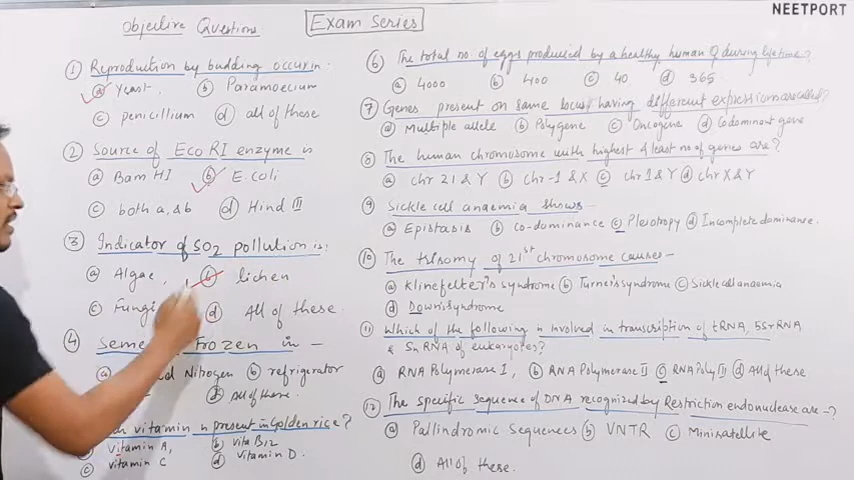 NEETPORT
Objective Questions
Exam Series
① Reproduction by budding occur in.
ⓐ Yeast. ⓑ Paramoecium
ⓒ penicillium ⓓ all of these
② Source of Eco RI enzyme is
ⓐ Bam HI ⓑ E.coli
ⓒ both a, & b ⓓ Hind III
③ Indicator of SO2 pollution is:
ⓐ Algae, ⓑ lichen
ⓒ Fungi ⓓ All of these.
④ Frozen in -
ⓐ Nitrogen ⓑ refrigerator
ⓓ All of these.
vitamin is present in Golden rice?
vitamin A, ⓑ vita B12
ⓒ vitamin C ⓓ vitamin D.
⑥ The total no. of eggs produced by a healthy human ♀ during life time?
ⓐ 4000 ⓑ 400 ⓒ 40 ⓓ 365
⑦ Genes present on same locus having different expression are called?
ⓐ Multiple allele ⓑ Polygene ⓒ Oncogene ⓓ Codominant gene
⑧ The human chromosome with highest & least no. of genes are?
ⓐ chr 21 & Y ⓑ chr-1 & X ⓒ chr 1 & Y ⓓ chr X & Y
⑨ Sickle cell anaemia shows-
ⓐ Epistasis ⓑ co-dominance ⓒ Pleiotropy ⓓ Incomplete dominance.
⑩ The trisomy of 21st chromosome causes-
ⓐ Klinefelter's syndrome ⓑ Turner's syndrome ⓒ Sickle cell anaemia
ⓓ Downs syndrome
⑪ Which of the following is involved in transcription of tRNA, 5SrRNA
& SnRNA of eukaryotes?
ⓐ RNA Polymerase I, ⓑ RNA Polymerase II ⓒ RNA Poly III ⓓ All of these
⑫ The specific sequence of DNA recognized by Restriction endonuclease are-?
ⓐ Pallindromic Sequences ⓑ VNTR ⓒ Minisatellite
ⓓ All of these.